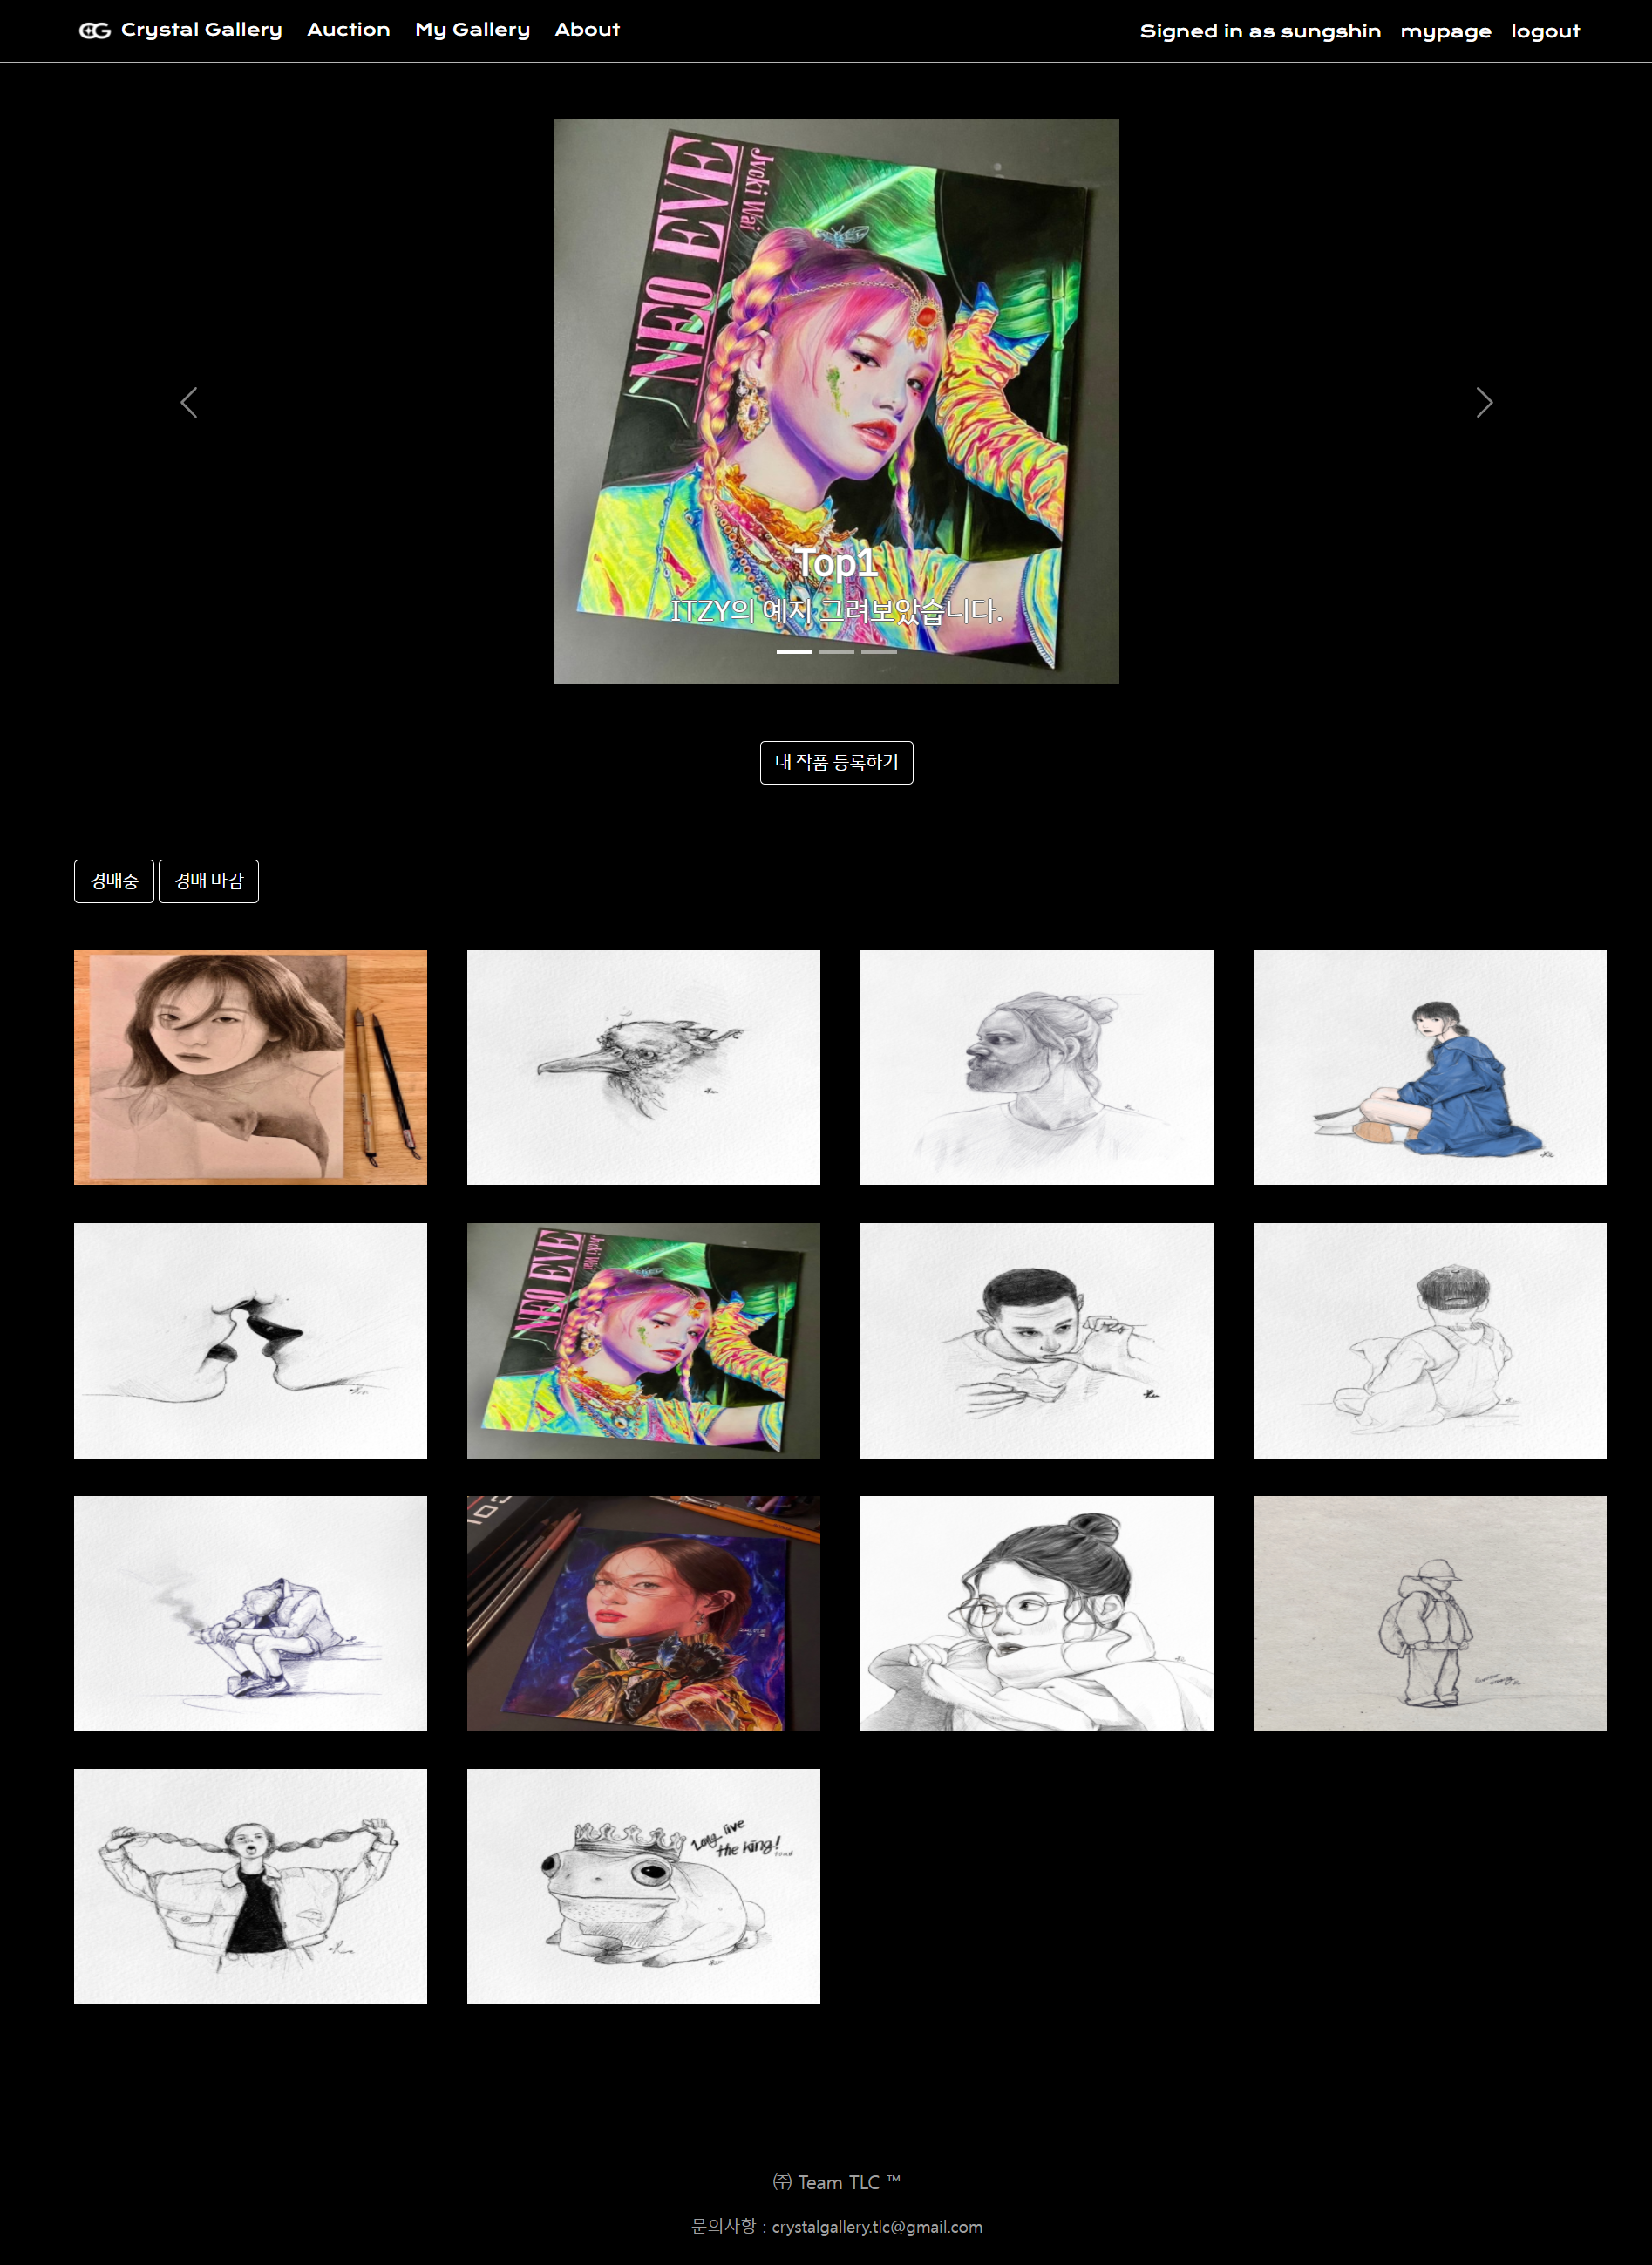 CG Crystal Gallery Auction My Gallery About Signed in as sungshin mypage logout
NEO EVE
Jvcki Wai
Top1
ITZY의 예지 그려보았습니다.
내 작품 등록하기
경매중 경매 마감
NEO EVE
Jvcki Wai
Long live
the king!
㈜ Team TLC ™
문의사항 : crystalgallery.tlc@gmail.com